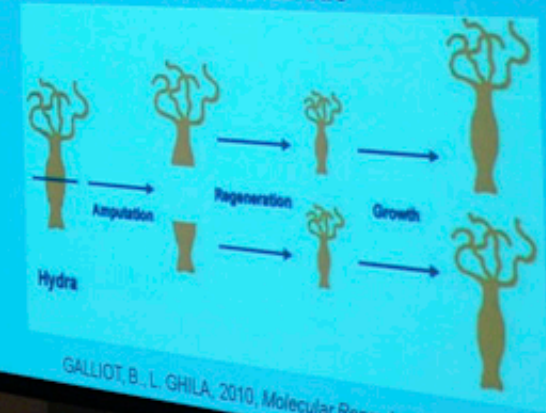 Amputation
Regeneration
Growth
Hydra
GALLIOT, B., L. GHILA, 2010, Molecular